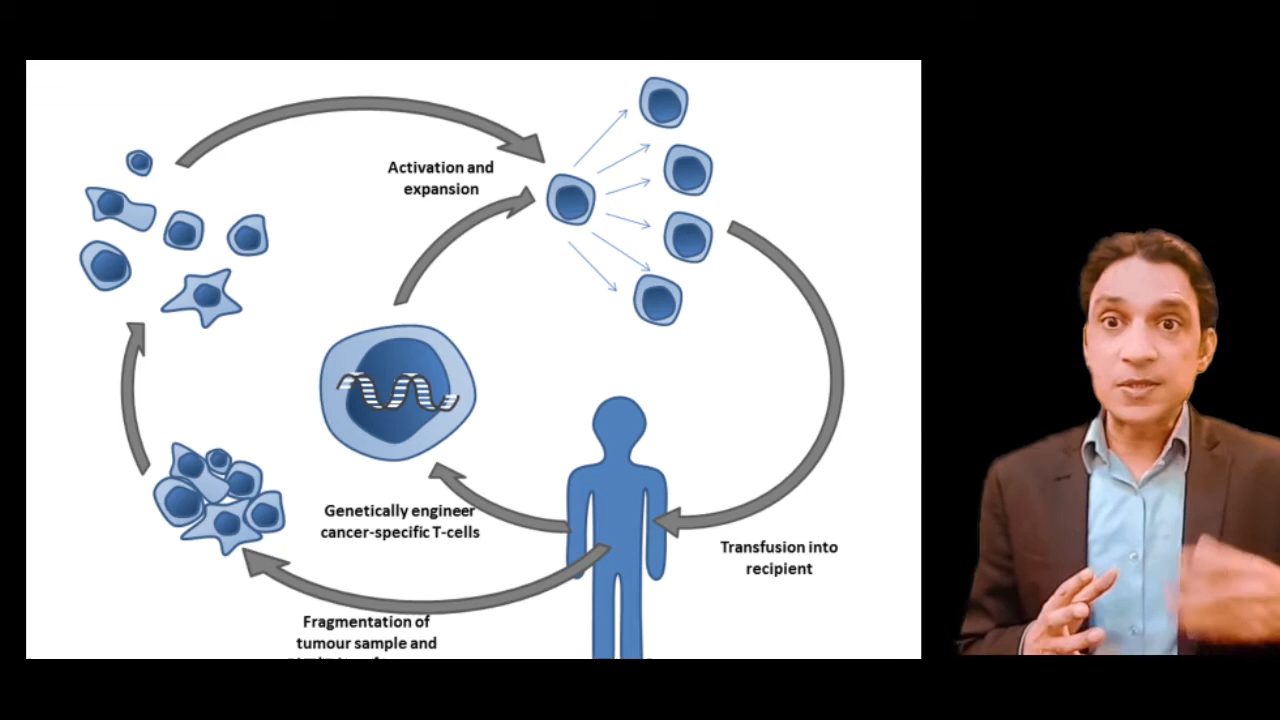 Activation and
expansion
Genetically engineer
cancer-specific T-cells
Transfusion into
recipient
Fragmentation of
tumour sample and